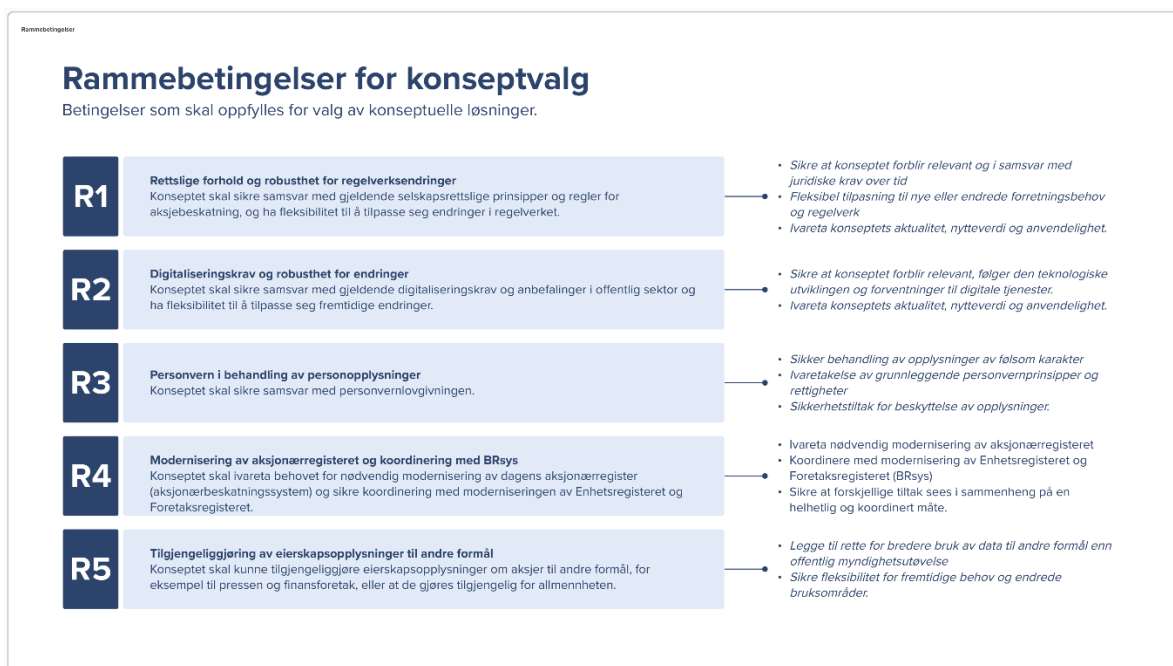 Rammebetingelser
Rammebetingelser for konseptvalg
Betingelser som skal oppfylles for valg av konseptuelle løsninger.
R1
Rettslige forhold og robusthet for regelverksendringer
Konseptet skal sikre samsvar med gjeldende selskapsrettslige prinsipper og regler for
aksjebeskatning, og ha fleksibilitet til å tilpasse seg endringer i regelverket.
• Sikre at konseptet forblir relevant og i samsvar med
juridiske krav over tid
• Fleksibel tilpasning til nye eller endrede forretningsbehov
og regelverk
• Ivareta konseptets aktualitet, nytteverdi og anvendelighet.
R2
Digitaliseringskrav og robusthet for endringer
Konseptet skal sikre samsvar med gjeldende digitaliseringskrav og anbefalinger i offentlig sektor og
ha fleksibilitet til å tilpasse seg fremtidige endringer.
• Sikre at konseptet forblir relevant, følger den teknologiske
utviklingen og forventninger til digitale tjenester.
• Ivareta konseptets aktualitet, nytteverdi og anvendelighet.
R3
Personvern i behandling av personopplysninger
Konseptet skal sikre samsvar med personvernlovgivningen.
• Sikker behandling av opplysninger av følsom karakter
• Ivaretakelse av grunnleggende personvernprinsipper og
rettigheter
• Sikkerhetstiltak for beskyttelse av opplysninger.
R4
Modernisering av aksjonærregisteret og koordinering med BRsys
Konseptet skal ivareta behovet for nødvendig modernisering av dagens aksjonærregister
(aksjonærbeskatningssystem) og sikre koordinering med moderniseringen av Enhetsregisteret og
Foretaksregisteret.
• Ivareta nødvendig modernisering av aksjonærregisteret
• Koordinere med modernisering av Enhetsregisteret og
Foretaksregisteret (BRsys)
• Sikre at forskjellige tiltak sees i sammenheng på en
helhetlig og koordinert måte.
R5
Tilgjengeliggjøring av eierskapsopplysninger til andre formål
Konseptet skal kunne tilgjengeliggjøre eierskapsopplysninger om aksjer til andre formål, for
eksempel til pressen og finansforetak, eller at de gjøres tilgjengelig for allmennheten.
• Legge til rette for bredere bruk av data til andre formål enn
offentlig myndighetsutøvelse
• Sikre fleksibilitet for fremtidige behov og endrede
bruksområder.